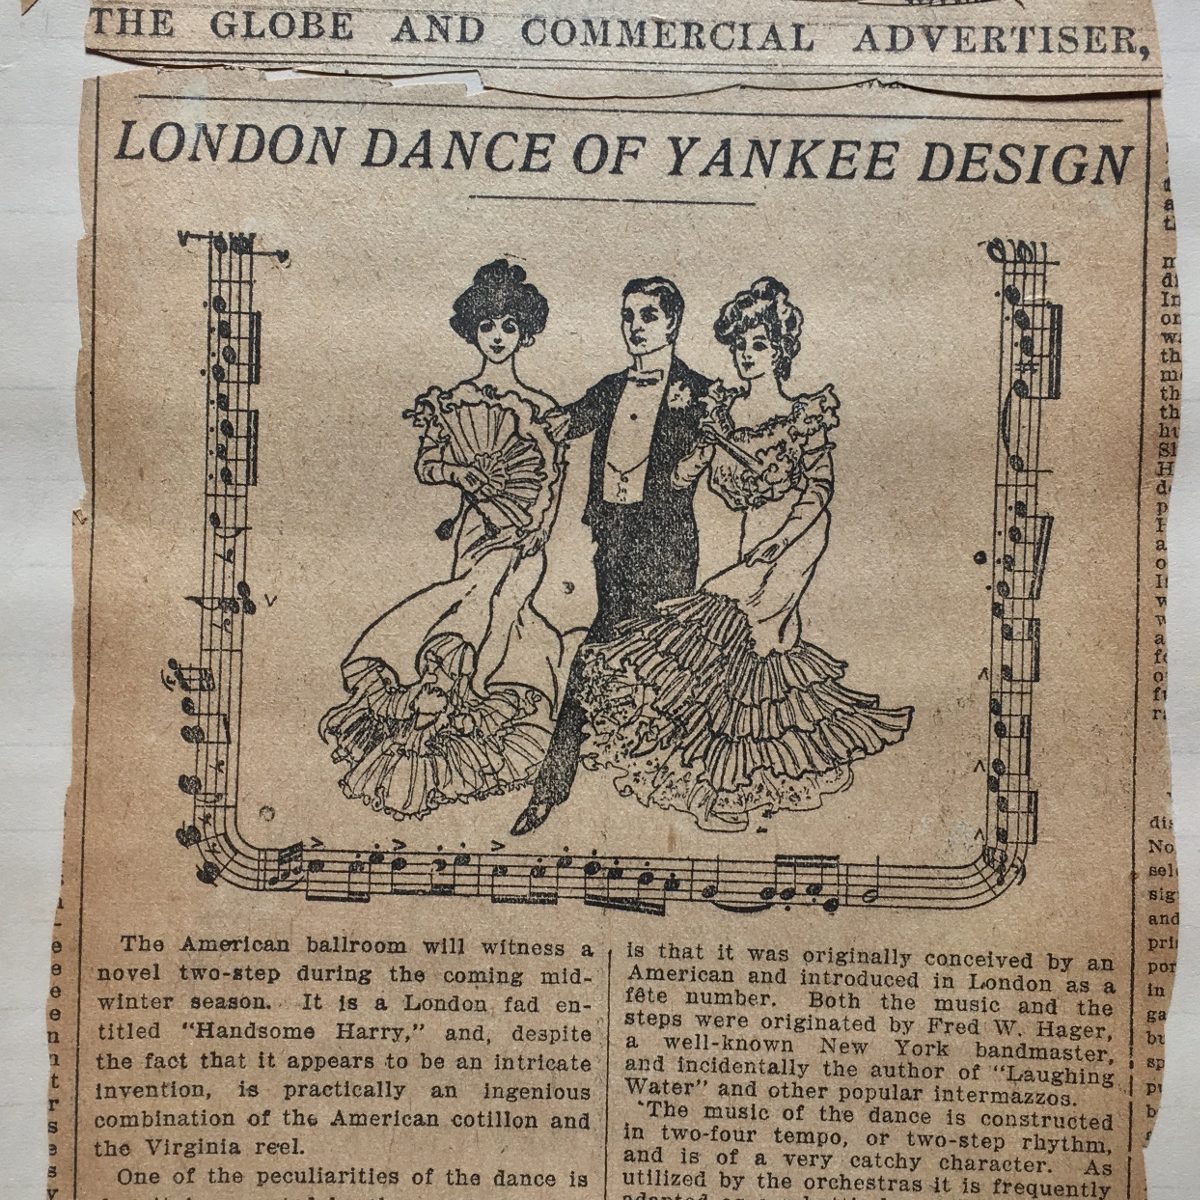 THE GLOBE AND COMMERCIAL ADVERTISER,
LONDON DANCE OF YANKEE DESIGN
The American ballroom will witness a
novel two-step during the coming mid-
winter season. It is a London fad en-
titled "Handsome Harry," and, despite
the fact that it appears to be an intricate
invention, is practically an ingenious
combination of the American cotillon and
the Virginia reel.
One of the peculiarities of the dance is
is that it was originally conceived by an
American and introduced in London as a
fête number. Both the music and the
steps were originated by Fred W. Hager,
a well-known New York bandmaster,
and incidentally the author of "Laughing
Water" and other popular intermazzos.
The music of the dance is constructed
in two-four tempo, or two-step rhythm,
and is of a very catchy character. As
utilized by the orchestras it is frequently